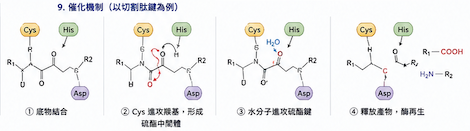 9. 催化機制（以切割肽鍵為例）
Cys His
R2
R1
Asp
① 底物結合
Cys His
S H
O
N R2
R1
O
Asp
② Cys 進攻羰基，形成
硫酯中間體
Cys His
H₂O
S O
N R2
R1
O
Asp
③ 水分子進攻硫酯鍵
Cys His
H
R1 C
O R2
Asp
R1 COOH
H₂N R2
④ 釋放產物，酶再生